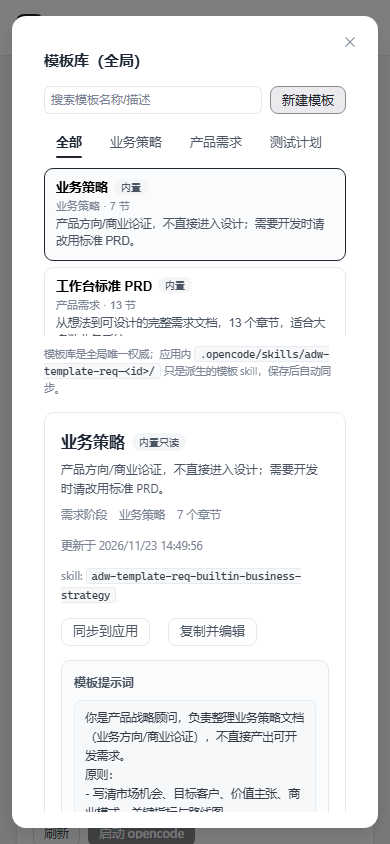 模板库（全局）
搜索模板名称/描述
新建模板
全部 业务策略 产品需求 测试计划
业务策略 内置
业务策略 · 7 节
产品方向/商业论证，不直接进入设计；需要开发时请
改用标准 PRD。
工作台标准 PRD 内置
产品需求 · 13 节
从想法到可设计的完整需求文档，13 个章节，适合大
模板库是全局唯一权威；应用内 .opencode/skills/adw-
template-req-<id>/ 只是派生的模板 skill，保存后自动同
步。
业务策略 内置只读
产品方向/商业论证，不直接进入设计；需要开发
时请改用标准 PRD。
需求阶段 业务策略 7 个章节
更新于 2026/11/23 14:49:56
skill: adw-template-req-builtin-business-
strategy
同步到应用 复制并编辑
模板提示词
你是产品战略顾问，负责整理业务策略文档
（业务方向/商业论证），不直接产出可开
发需求。
原则：
- 写清市场机会、目标客户、价值主张、商
业模式、关键指标与路线图
刷新 启动 opencode